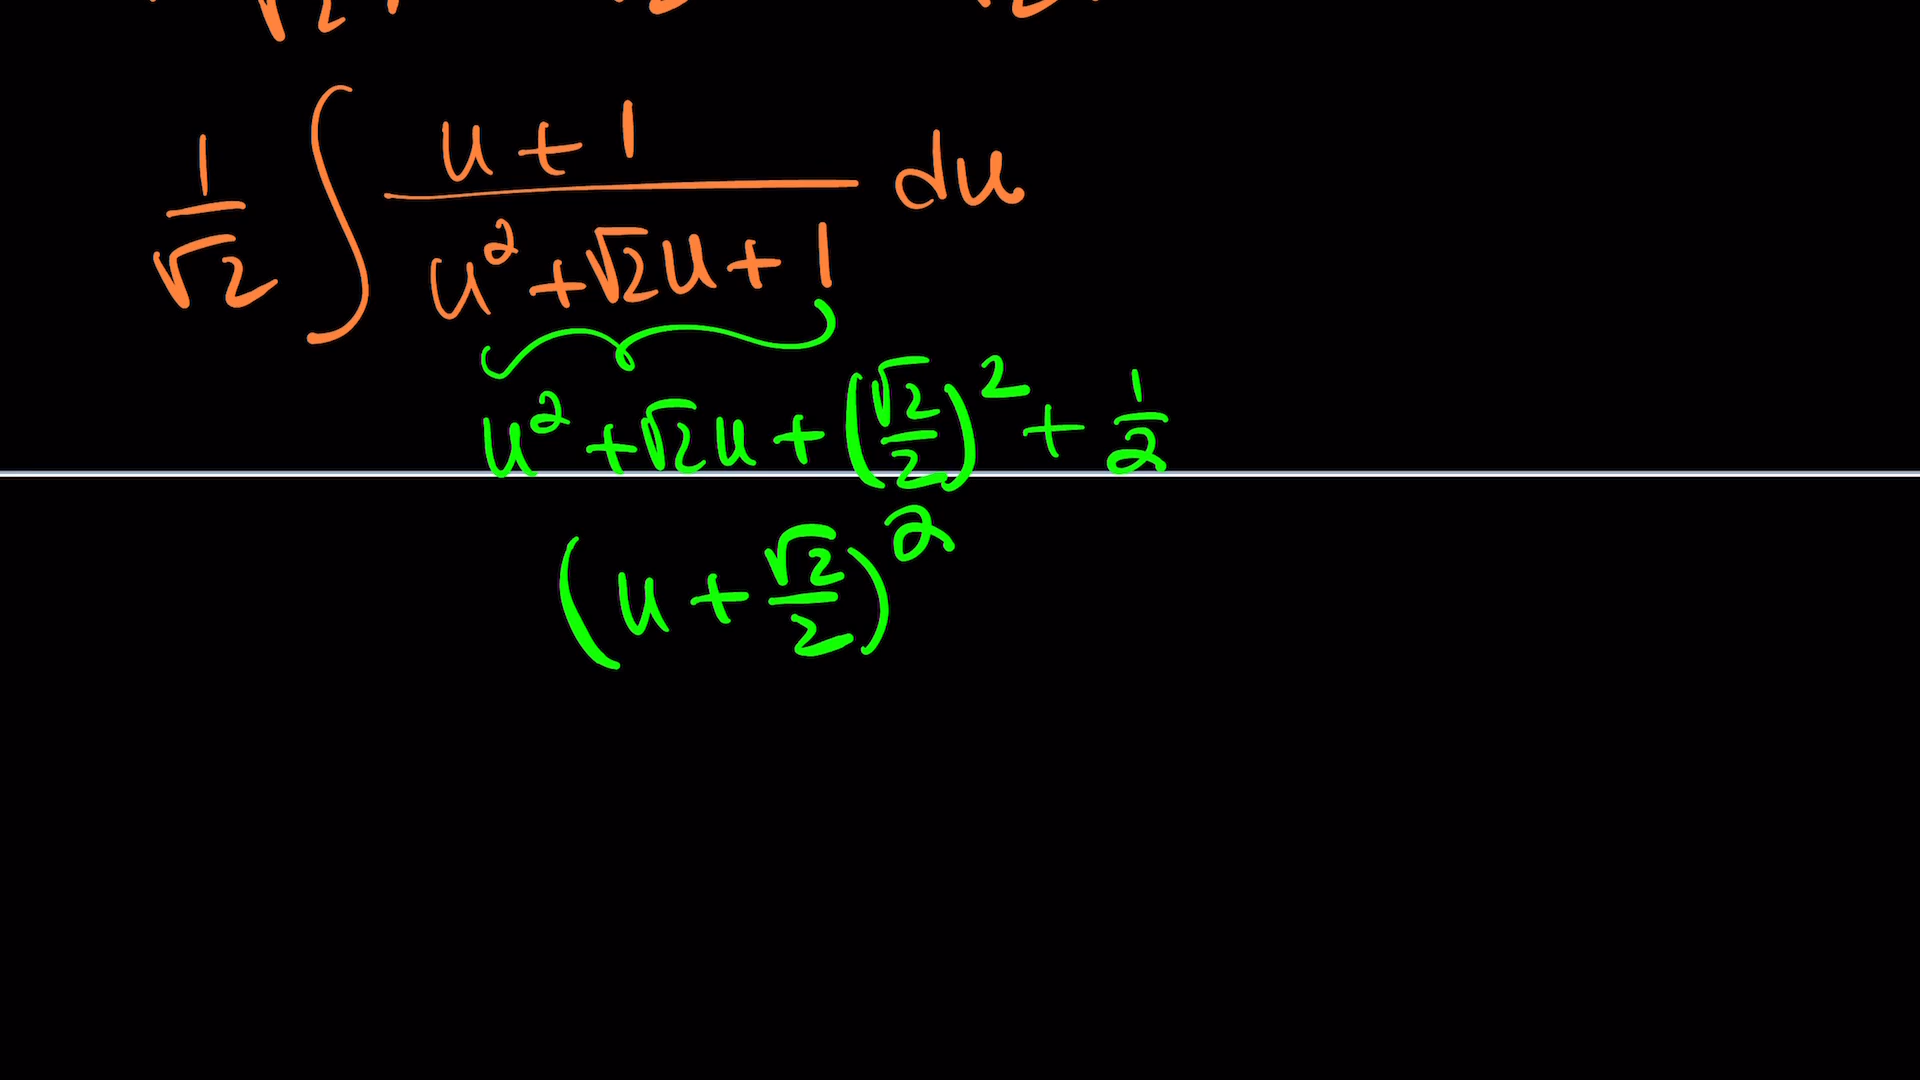 1/√2 ∫ (u + 1)/(u² + √2u + 1) du
u² + √2u + (√2/2)² + 1/2
(u + √2/2)²